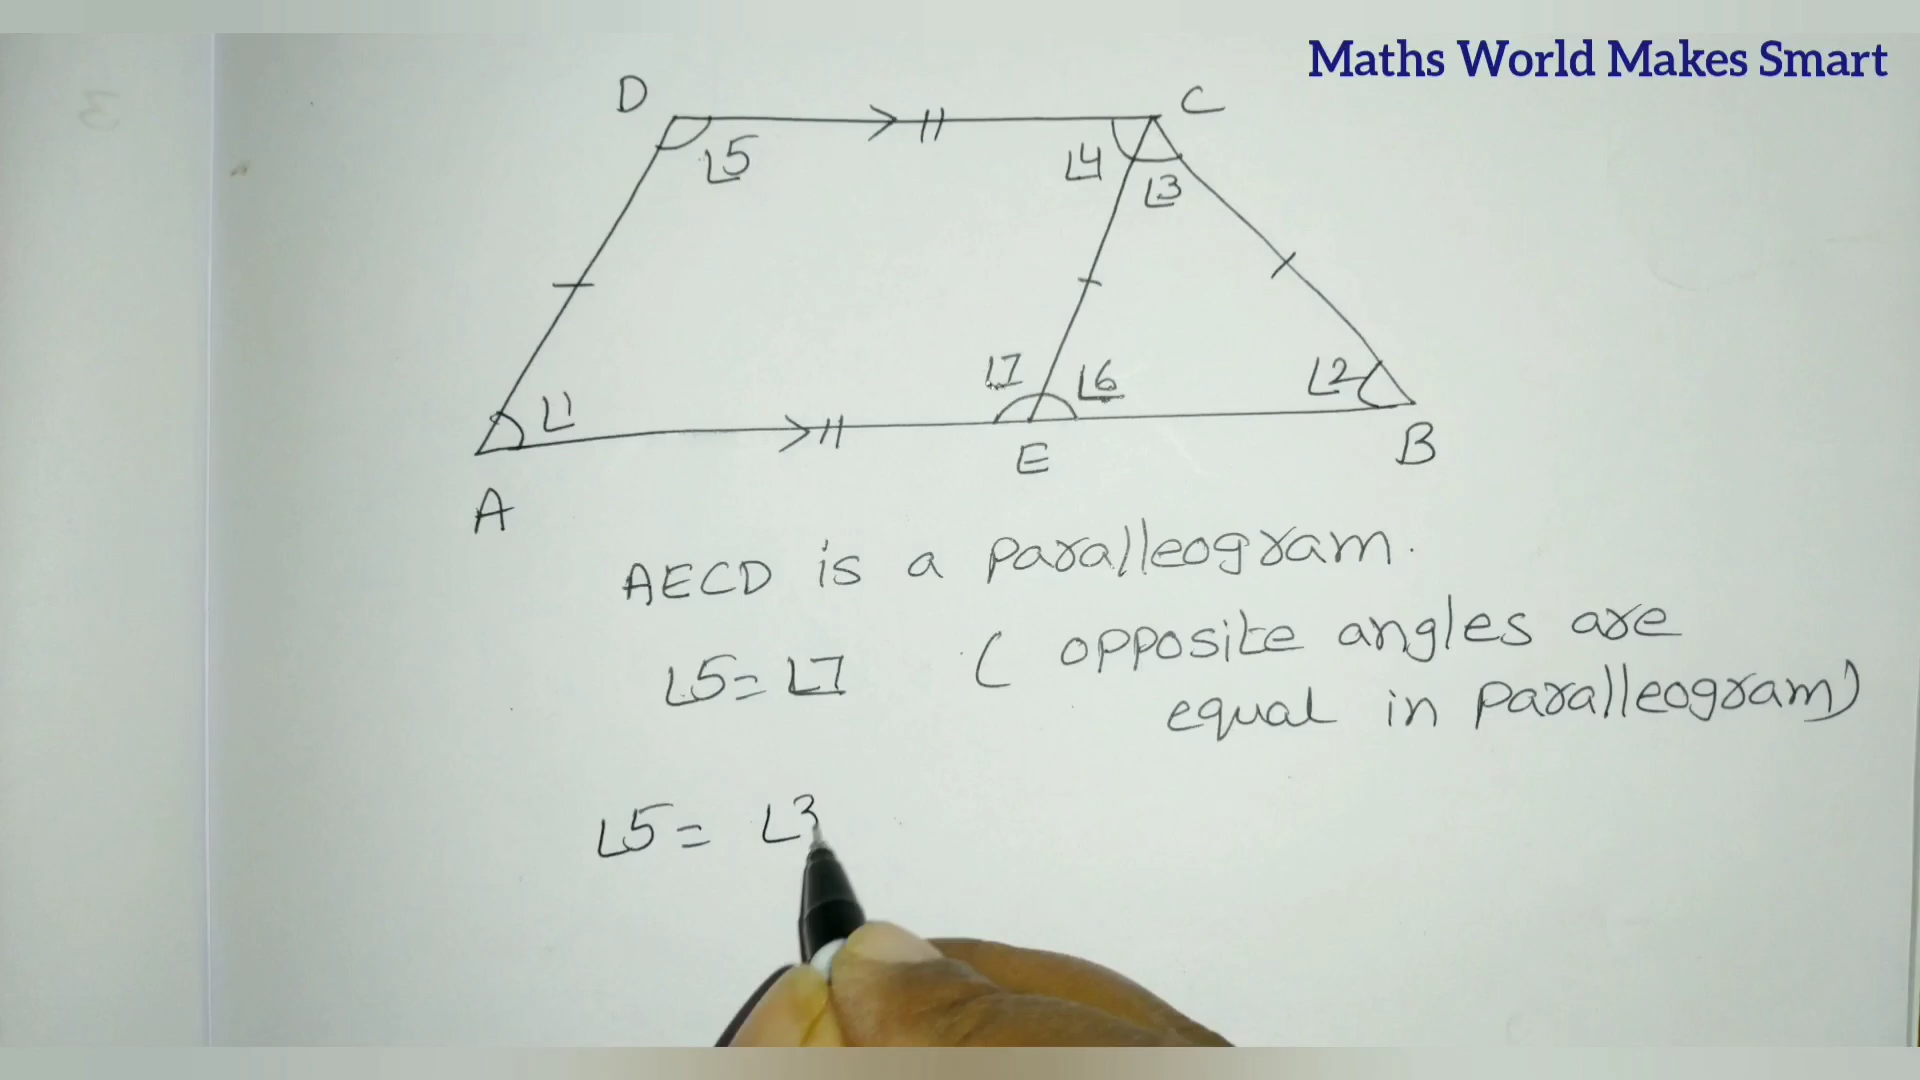 Maths World Makes Smart
D
C
∠5
∠4
∠3
∠7
∠6
∠2
∠1
E
B
A
AECD is a paralleogram.
∠5=∠7 ( opposite angles are
equal in paralleogram)
∠5= ∠3